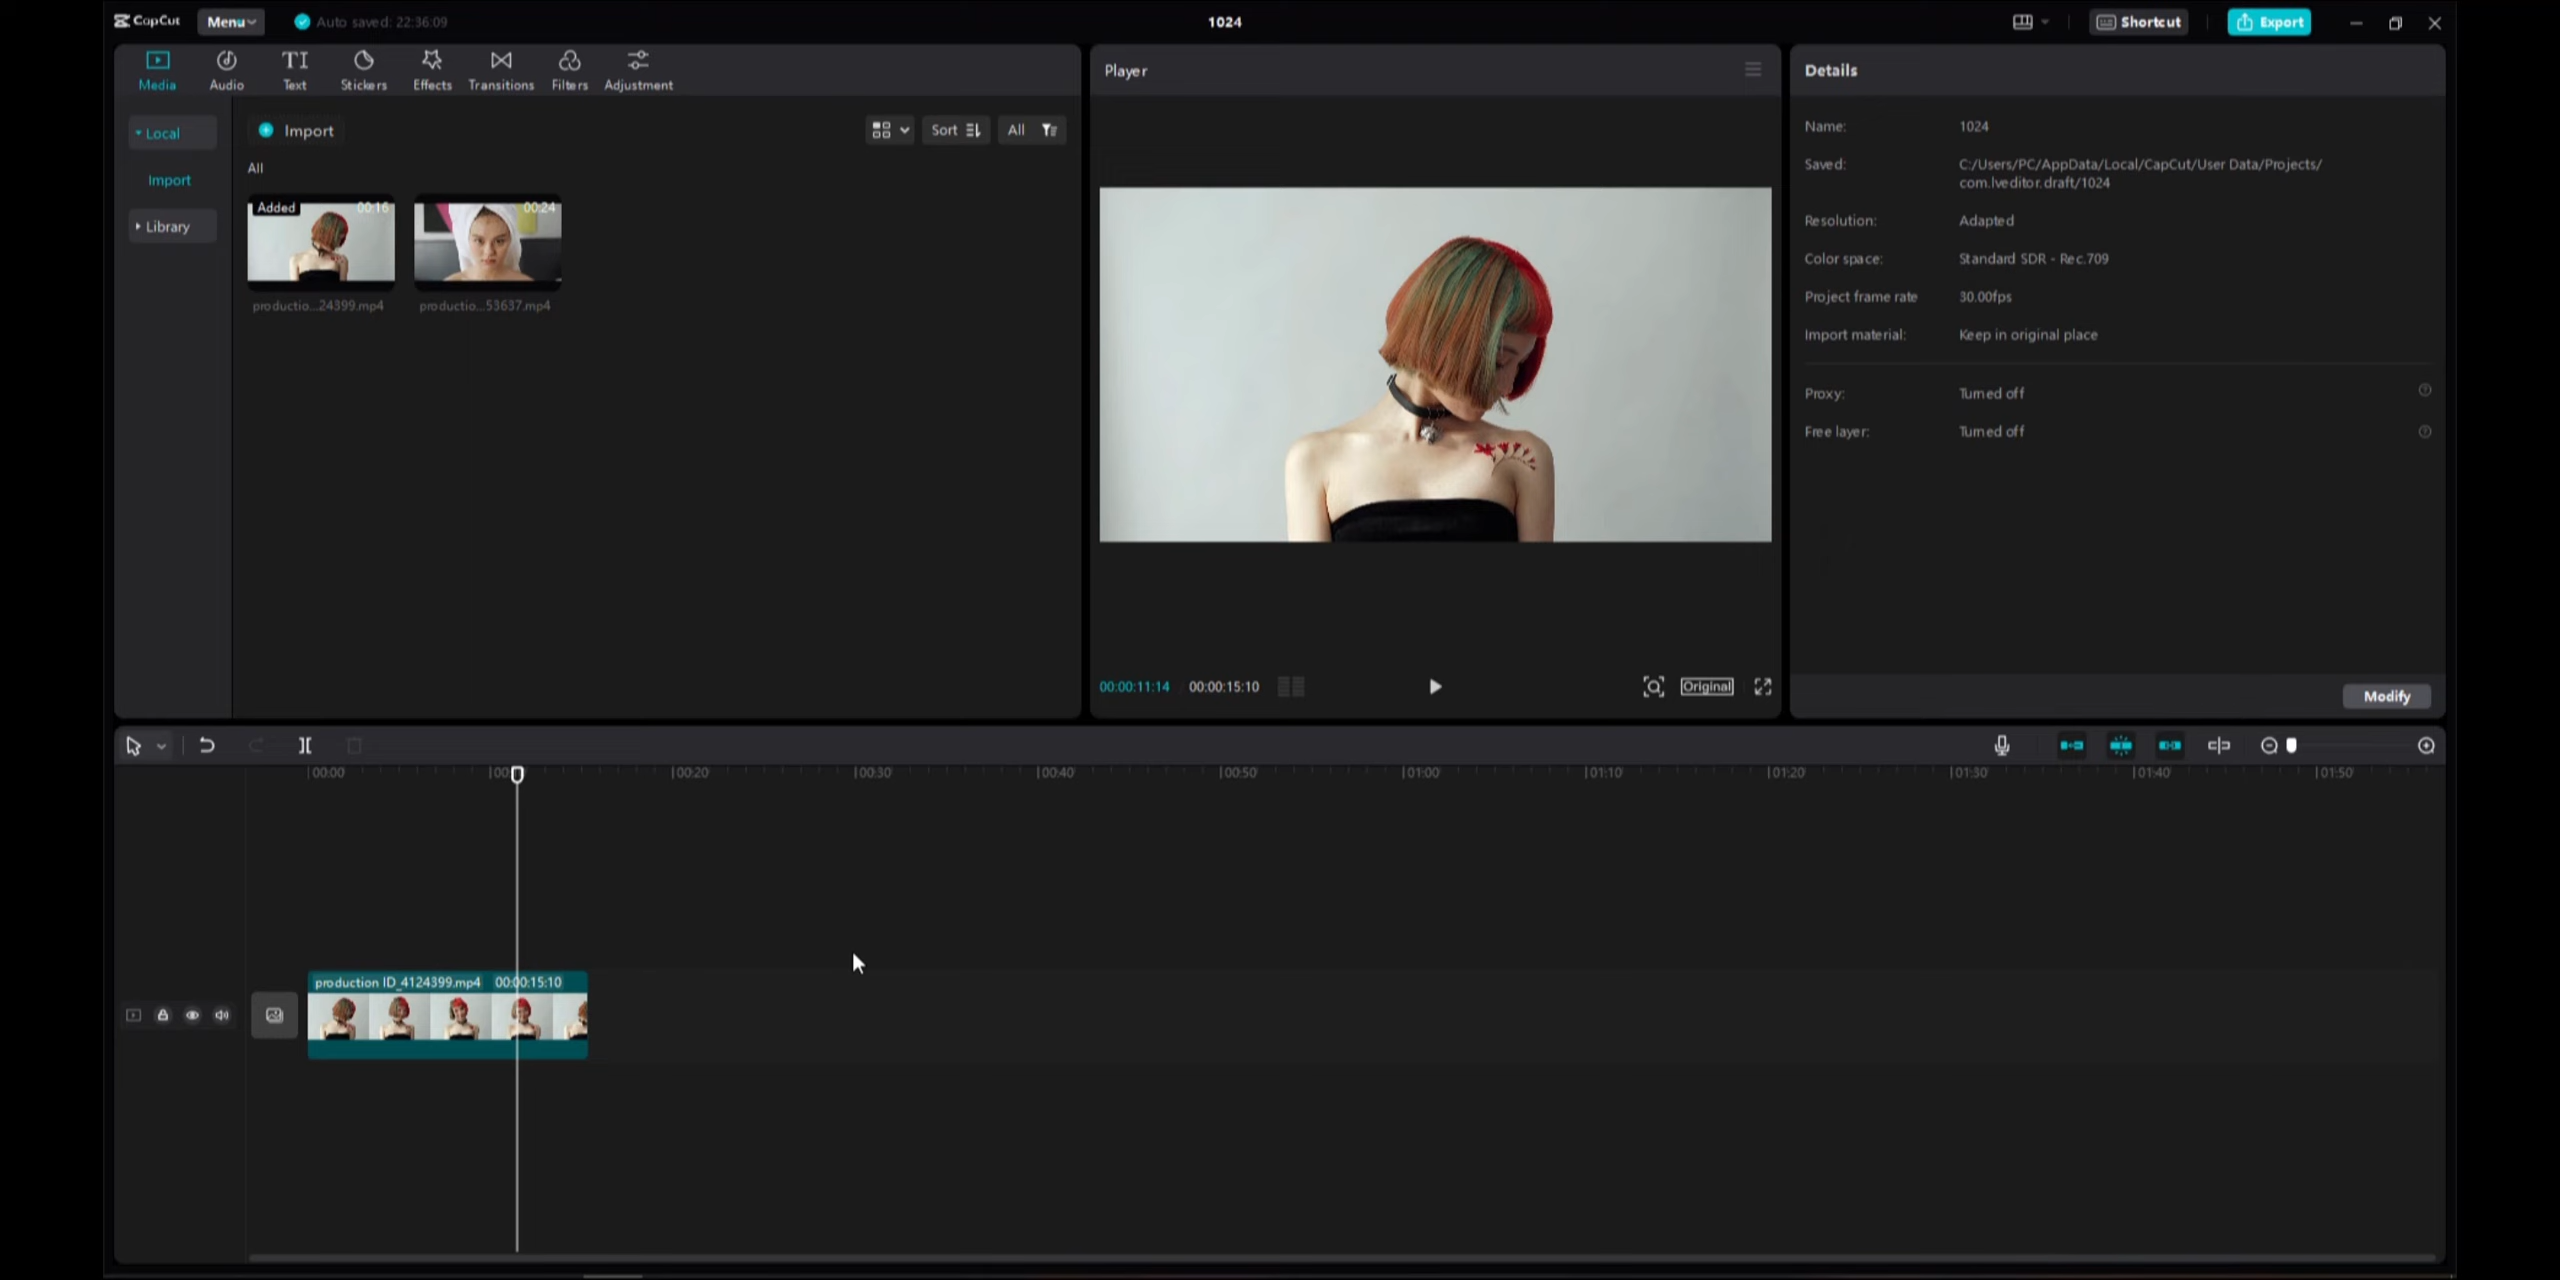 CapCut
Menu
Auto saved: 22:36:09
1024
Shortcut
Export
Media
Audio
TI
Text
Stickers
Effects
Transitions
Filters
Adjustment
Player
Details
Local
Import
Library
Import
Sort
All
All
Added
00:16
00:24
productio...24399.mp4
productio...53637.mp4
Name:
1024
Saved:
C:/Users/PC/AppData/Local/CapCut/User Data/Projects/
com.lveditor.draft/1024
Resolution:
Adapted
Color space:
Standard SDR - Rec.709
Project frame rate
30.00fps
Import material:
Keep in original place
Proxy:
Turned off
Free layer:
Turned off
00:00:11:14
00:00:15:10
Original
Modify
00:00
00:20
00:30
00:40
00:50
01:00
01:10
01:20
01:30
01:40
01:50
production ID_4124399.mp4
00:00:15:10